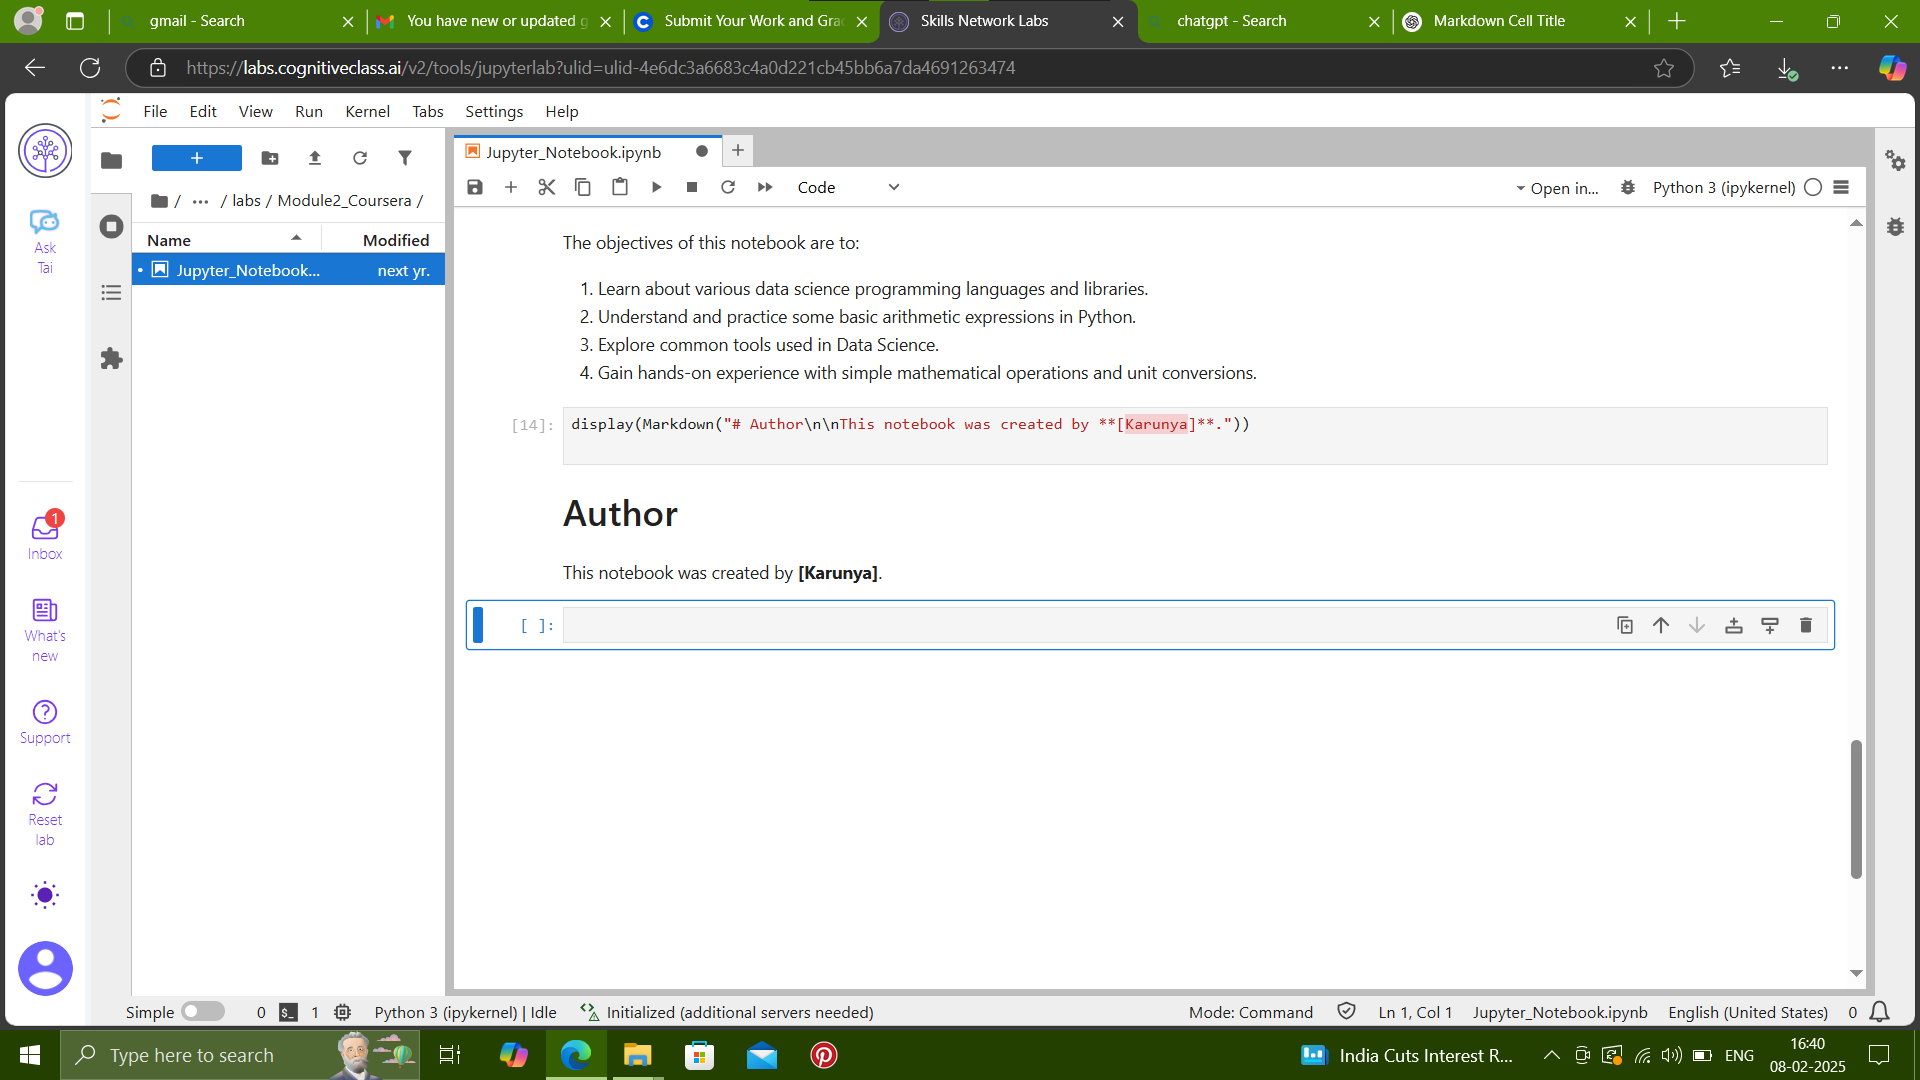 gmail - Search
You have new or updated g
Submit Your Work and Gra
Skills Network Labs
chatgpt - Search
Markdown Cell Title
https://labs.cognitiveclass.ai/v2/tools/jupyterlab?ulid=ulid-4e6dc3a6683c4a0d221cb45bb6a7da4691263474
File Edit View Run Kernel Tabs Settings Help
Ask
Tai
Inbox
1
What's
new
Support
Reset
lab
/ ... / labs / Module2_Coursera /
Name Modified
Jupyter_Notebook... next yr.
Jupyter_Notebook.ipynb
Code
Open in...
Python 3 (ipykernel)
The objectives of this notebook are to:
1. Learn about various data science programming languages and libraries.
2. Understand and practice some basic arithmetic expressions in Python.
3. Explore common tools used in Data Science.
4. Gain hands-on experience with simple mathematical operations and unit conversions.
[14]: display(Markdown("# Author\n\nThis notebook was created by **[Karunya]**."))
Author
This notebook was created by [Karunya].
[ ]:
Simple 0 1 Python 3 (ipykernel) | Idle Initialized (additional servers needed) Mode: Command Ln 1, Col 1 Jupyter_Notebook.ipynb English (United States) 0
Type here to search
India Cuts Interest R...
ENG
16:40
08-02-2025